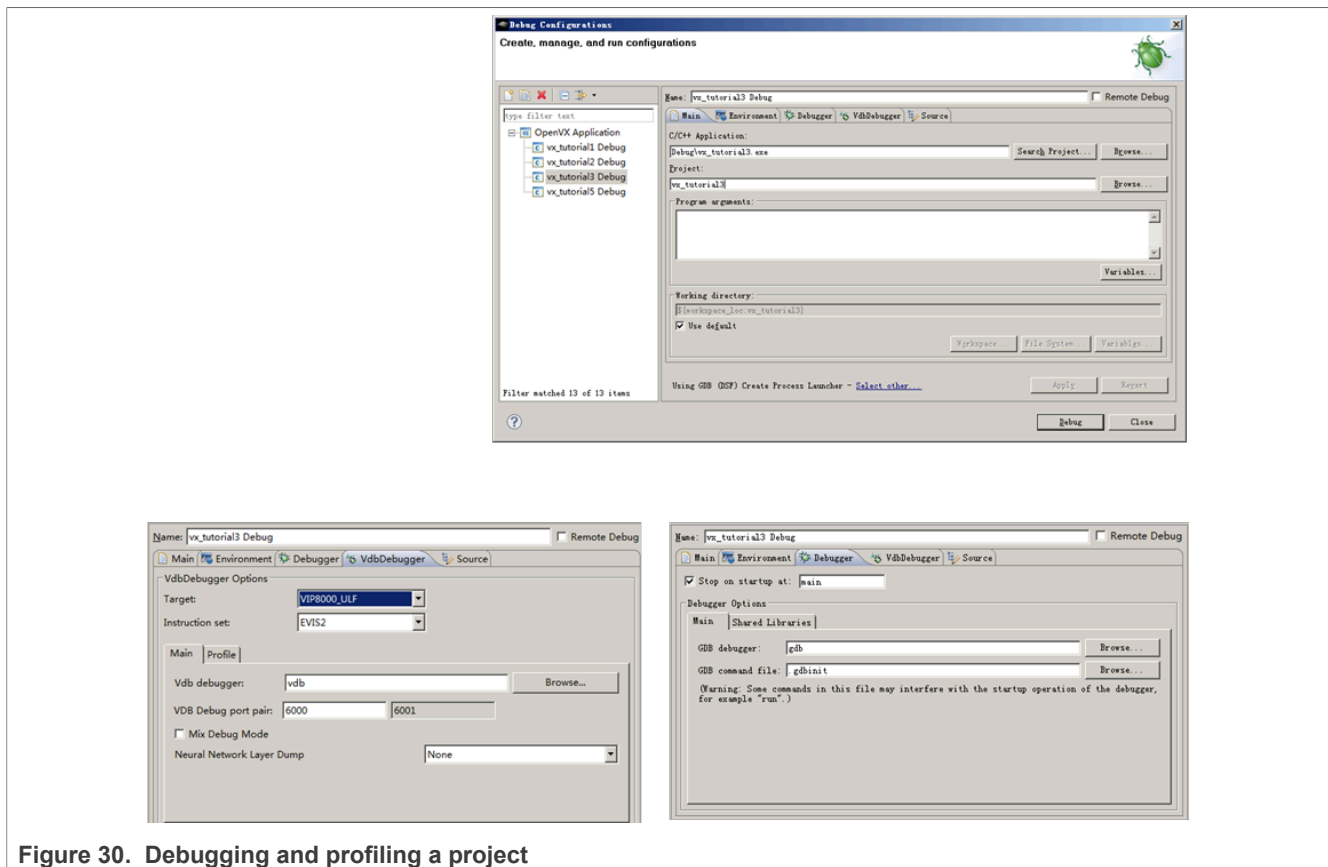 Debug Configurations
Create, manage, and run configurations
type filter text
OpenVX Application
vx_tutorial1 Debug
vx_tutorial2 Debug
vx_tutorial3 Debug
vx_tutorial5 Debug
Filter matched 13 of 13 items
Name: vx_tutorial3 Debug
Remote Debug
Main Environment Debugger VdbDebugger Source
C/C++ Application:
Debug\vx_tutorial3.exe
Search Project... Browse...
Project:
vx_tutorial3
Browse...
Program arguments:
Variables...
Working directory:
${workspace_loc:vx_tutorial3}
Use default
Workspace... File System... Variables...
Using GDB (DSF) Create Process Launcher - Select other...
Apply Revert
Debug Close
Name: vx_tutorial3 Debug
Remote Debug
Main Environment Debugger VdbDebugger Source
VdbDebugger Options
Target: VIP8000_ULF
Instruction set: EVIS2
Main Profile
Vdb debugger: vdb Browse...
VDB Debug port pair: 6000 6001
Mix Debug Mode
Neural Network Layer Dump None
Name: vx_tutorial3 Debug
Remote Debug
Main Environment Debugger VdbDebugger Source
Stop on startup at: main
Debugger Options
Main Shared Libraries
GDB debugger: gdb Browse...
GDB command file: .gdbinit Browse...
(Warning: Some commands in this file may interfere with the startup operation of the debugger,
for example "run".)
Figure 30. Debugging and profiling a project